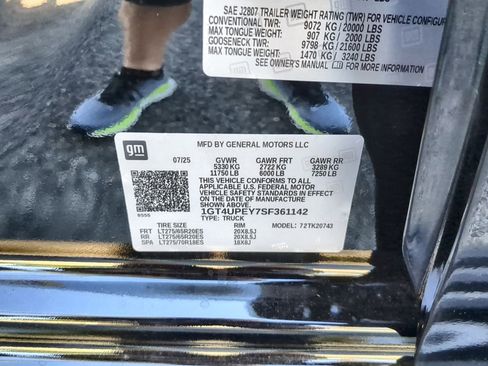 SAE J2807 TRAILER WEIGHT RATING (TWR) FOR VEHICLE CONFIGUR
CONVENTIONAL TWR: 9072 KG / 20000 LBS
MAX TONGUE WEIGHT: 907 KG / 2000 LBS
GOOSENECK TWR: 9798 KG / 21600 LBS
MAX TONGUE WEIGHT: 1470 KG / 3240 LBS
SEE OWNER'S MANUAL FOR MORE INFORMATION
gm
MFD BY GENERAL MOTORS LLC
07/25 GVWR GAWR FRT GAWR RR
5330 KG 2722 KG 3289 KG
11750 LB 6000 LB 7250 LB
THIS VEHICLE CONFORMS TO ALL
APPLICABLE U.S. FEDERAL MOTOR
VEHICLE SAFETY STANDARDS IN EFFECT
ON THE DATE OF MANUFACTURE
SHOWN ABOVE.
1GT4UPEY7SF361142
TYPE: TRUCK MODEL: T2TK20743
TIRE SIZE RIM
FRT LT275/65R20ES 20X8.5J
RR LT275/65R20ES 20X8.5J
SPA LT275/70R18ES 18X8J